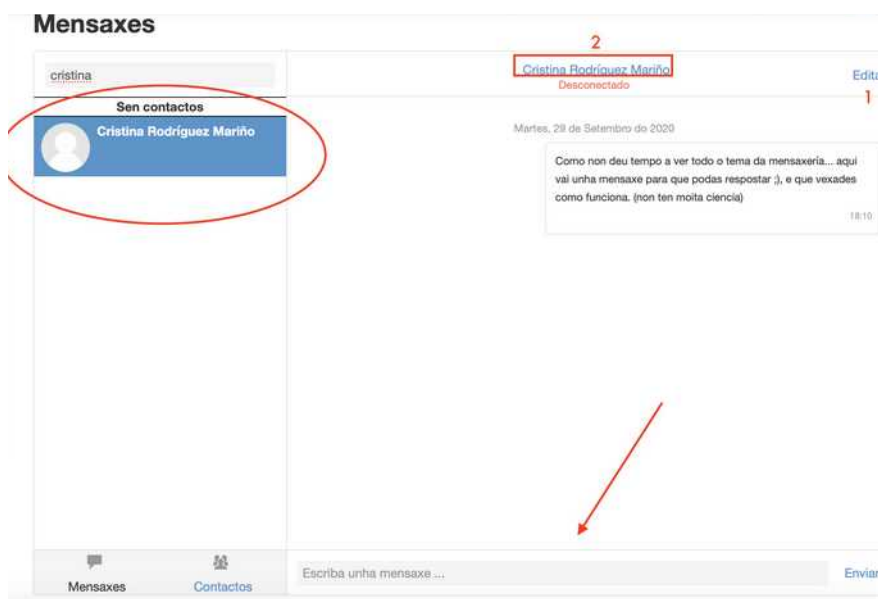 Mensaxes
cristina
Sen contactos
Cristina Rodríguez Mariño
2
Cristina Rodríguez Mariño
Desconectado
Edita
1
Martes, 29 de Setembro do 2020
Como non deu tempo a ver todo o tema da mensaxería... aqui
vai unha mensaxe para que podas respostar ;), e que vexades
como funciona. (non ten moita ciencia)
18:10
Mensaxes
Contactos
Escriba unha mensaxe ...
Enviar